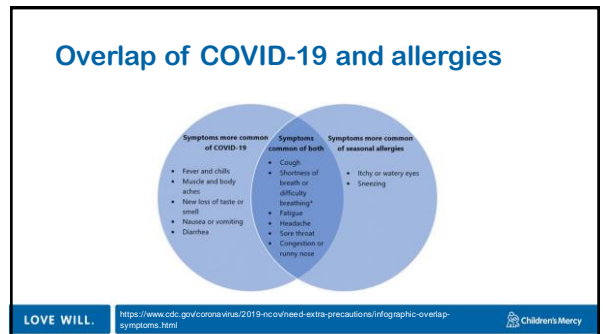 Overlap of COVID-19 and allergies
Symptoms more common
of COVID-19
• Fever and chills
• Muscle and body
aches
• New loss of taste or
smell
• Nausea or vomiting
• Diarrhea
Symptoms
common of both
• Cough
• Shortness of
breath or
difficulty
breathing*
• Fatigue
• Headache
• Sore throat
• Congestion or
runny nose
Symptoms more common
of seasonal allergies
• Itchy or watery eyes
• Sneezing
LOVE WILL.
https://www.cdc.gov/coronavirus/2019-ncov/need-extra-precautions/infographic-overlap-
symptoms.html
Children's Mercy